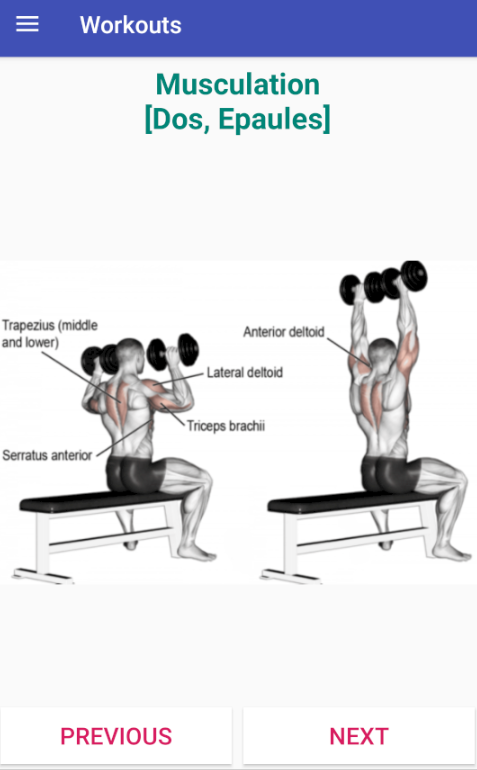 Workouts
Musculation
[Dos, Epaules]
Trapezius (middle
and lower)
Lateral deltoid
Triceps brachii
Serratus anterior
Anterior deltoid
PREVIOUS
NEXT